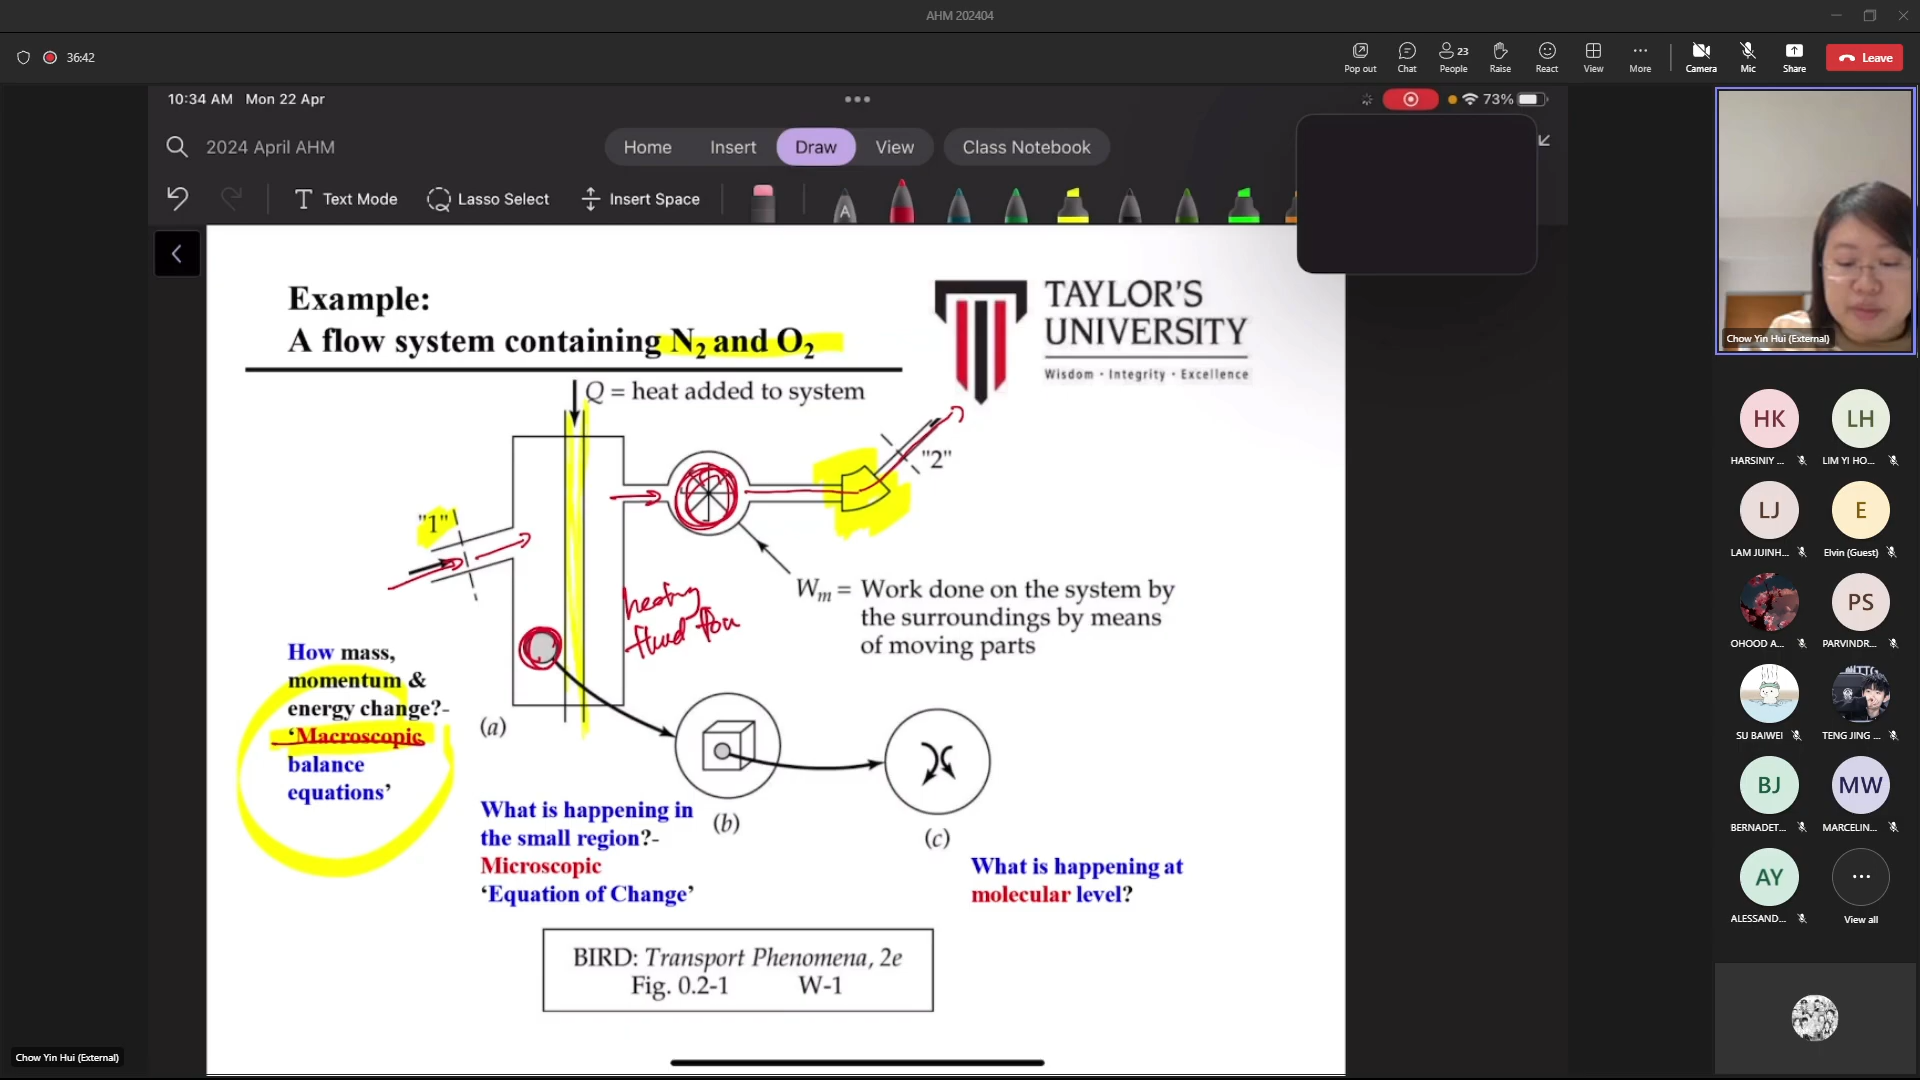 AHM 202404
36:42
Pop out
Chat
23
People
Raise
React
View
More
Camera
Mic
Share
Leave
10:34 AM Mon 22 Apr
73%
2024 April AHM
Home
Insert
Draw
View
Class Notebook
Text Mode
Lasso Select
Insert Space
A
Example:
A flow system containing N₂ and O₂
TAYLOR'S
UNIVERSITY
Wisdom · Integrity · Excellence
Q = heat added to system
"1"
"2"
Wₘ = Work done on the system by
the surroundings by means
of moving parts
heating
fluid
How mass,
momentum &
energy change?-
‘Macroscopic
balance
equations’
(a)
(b)
(c)
What is happening in
the small region?-
Microscopic
‘Equation of Change’
What is happening at
molecular level?
BIRD: Transport Phenomena, 2e
Fig. 0.2-1 W-1
Chow Yin Hui (External)
Chow Yin Hui (External)
HK
HARSINIY ...
LH
LIM YI HO...
LJ
LAM JUINH...
E
Elvin (Guest)
OHOOD A...
PS
PARVINDR...
SU BAIWEI
TENG JING ...
BJ
BERNADET...
MW
MARCELIN...
AY
ALESSAND...
...
View all